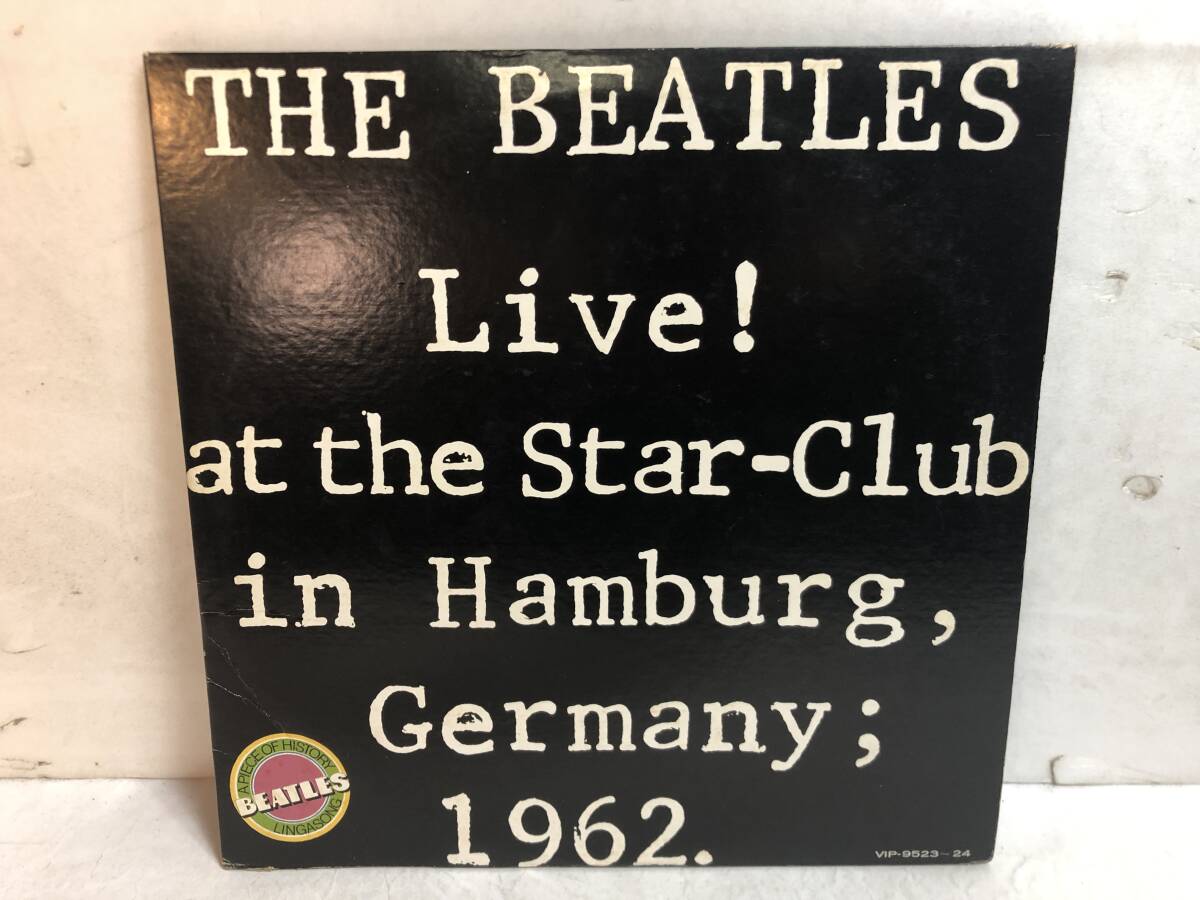 THE BEATLES
Live!
at the Star-Club
in Hamburg,
Germany;
1962.
A PIECE OF HISTORY
BEATLES
LINGASONG
VIP-9523~24